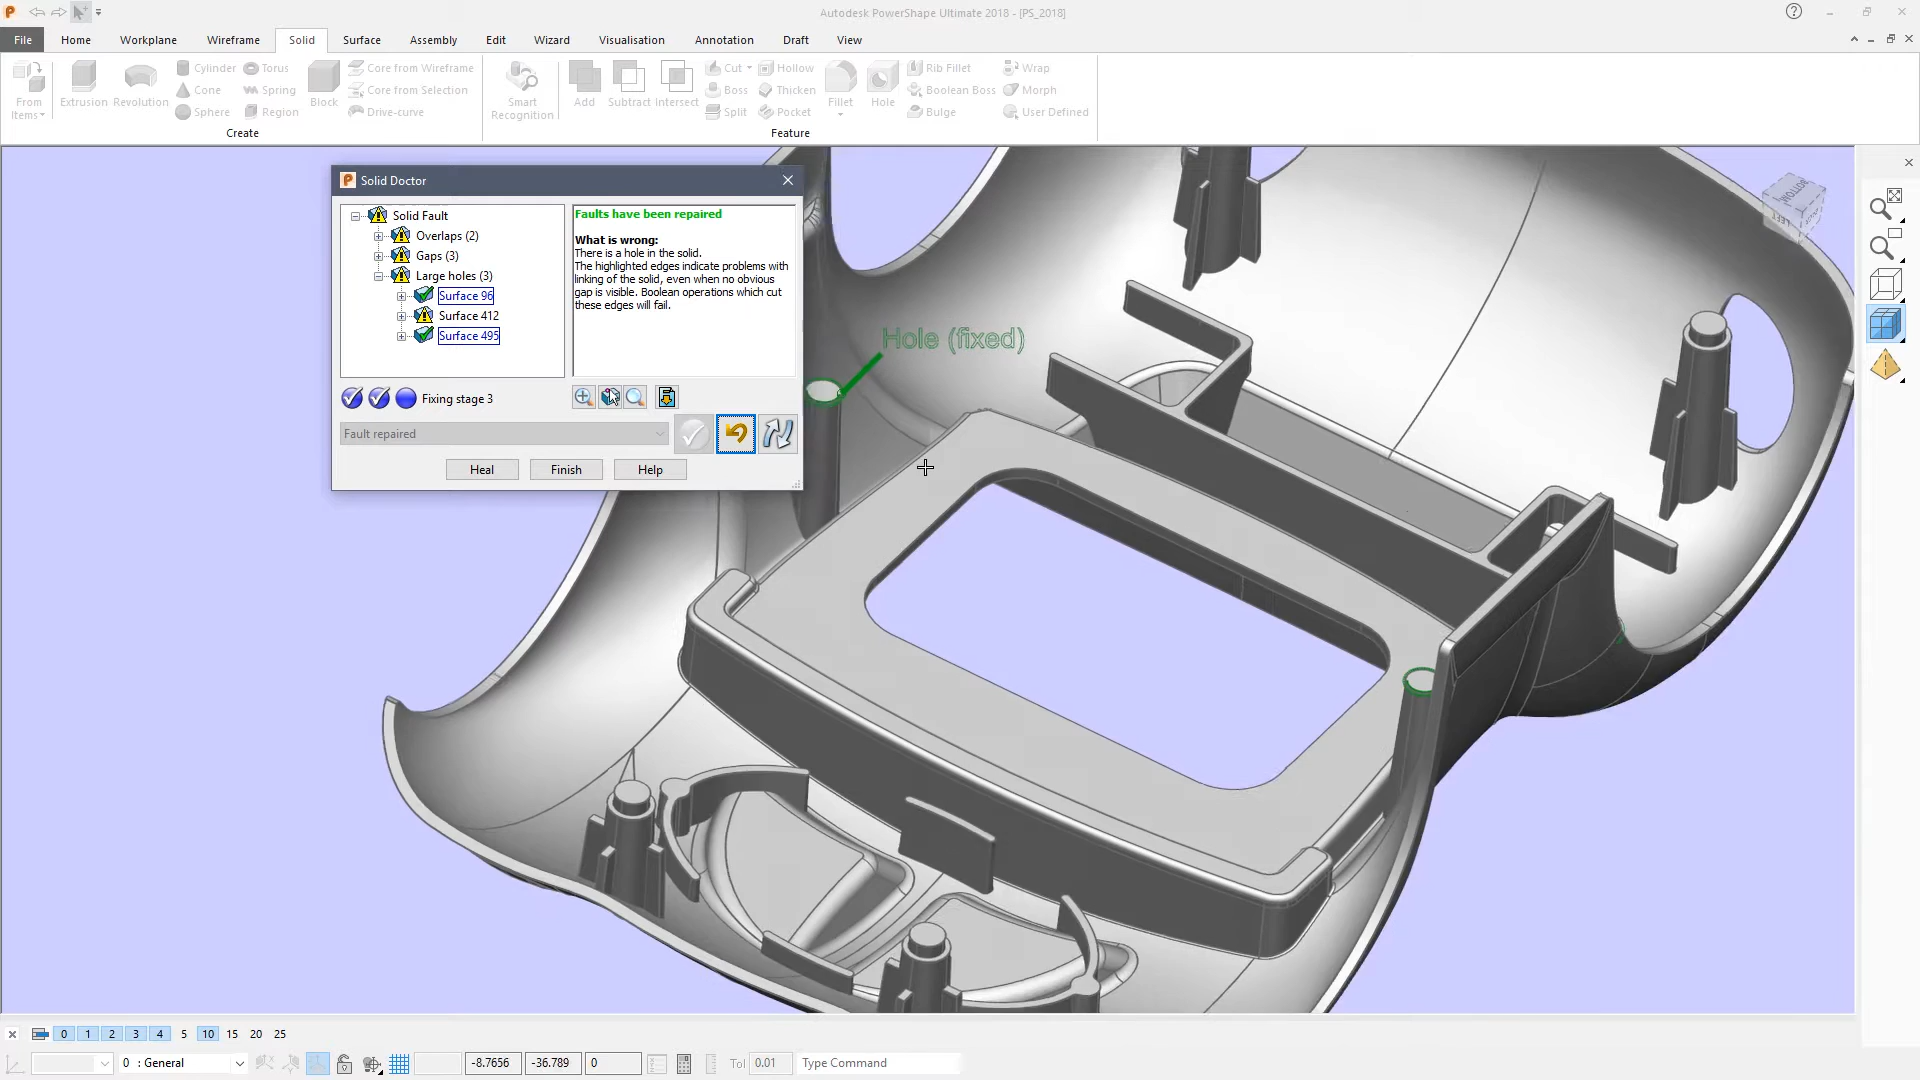 Autodesk PowerShape Ultimate 2018 - [PS_2018]
File Home Workplane Wireframe Solid Surface Assembly Edit Wizard Visualisation Annotation Draft View
From Items
Extrusion
Revolution
Cylinder
Cone
Sphere
Torus
Spring
Region
Block
Core from Wireframe
Core from Selection
Drive-curve
Create
Smart Recognition
Add
Subtract
Intersect
Cut
Boss
Split
Hollow
Thicken
Pocket
Fillet
Hole
Rib Fillet
Boolean Boss
Bulge
Wrap
Morph
User Defined
Feature
Solid Doctor
Solid Fault
Overlaps (2)
Gaps (3)
Large holes (3)
Surface 96
Surface 412
Surface 495
Faults have been repaired
What is wrong:
There is a hole in the solid.
The highlighted edges indicate problems with
linking of the solid, even when no obvious
gap is visible. Boolean operations which cut
these edges will fail.
Fixing stage 3
Fault repaired
Heal Finish Help
Hole (fixed)
BOTTOM
LEFT
0 1 2 3 4 5 10 15 20 25
0 : General
-8.7656 -36.789 0
Tol 0.01
Type Command